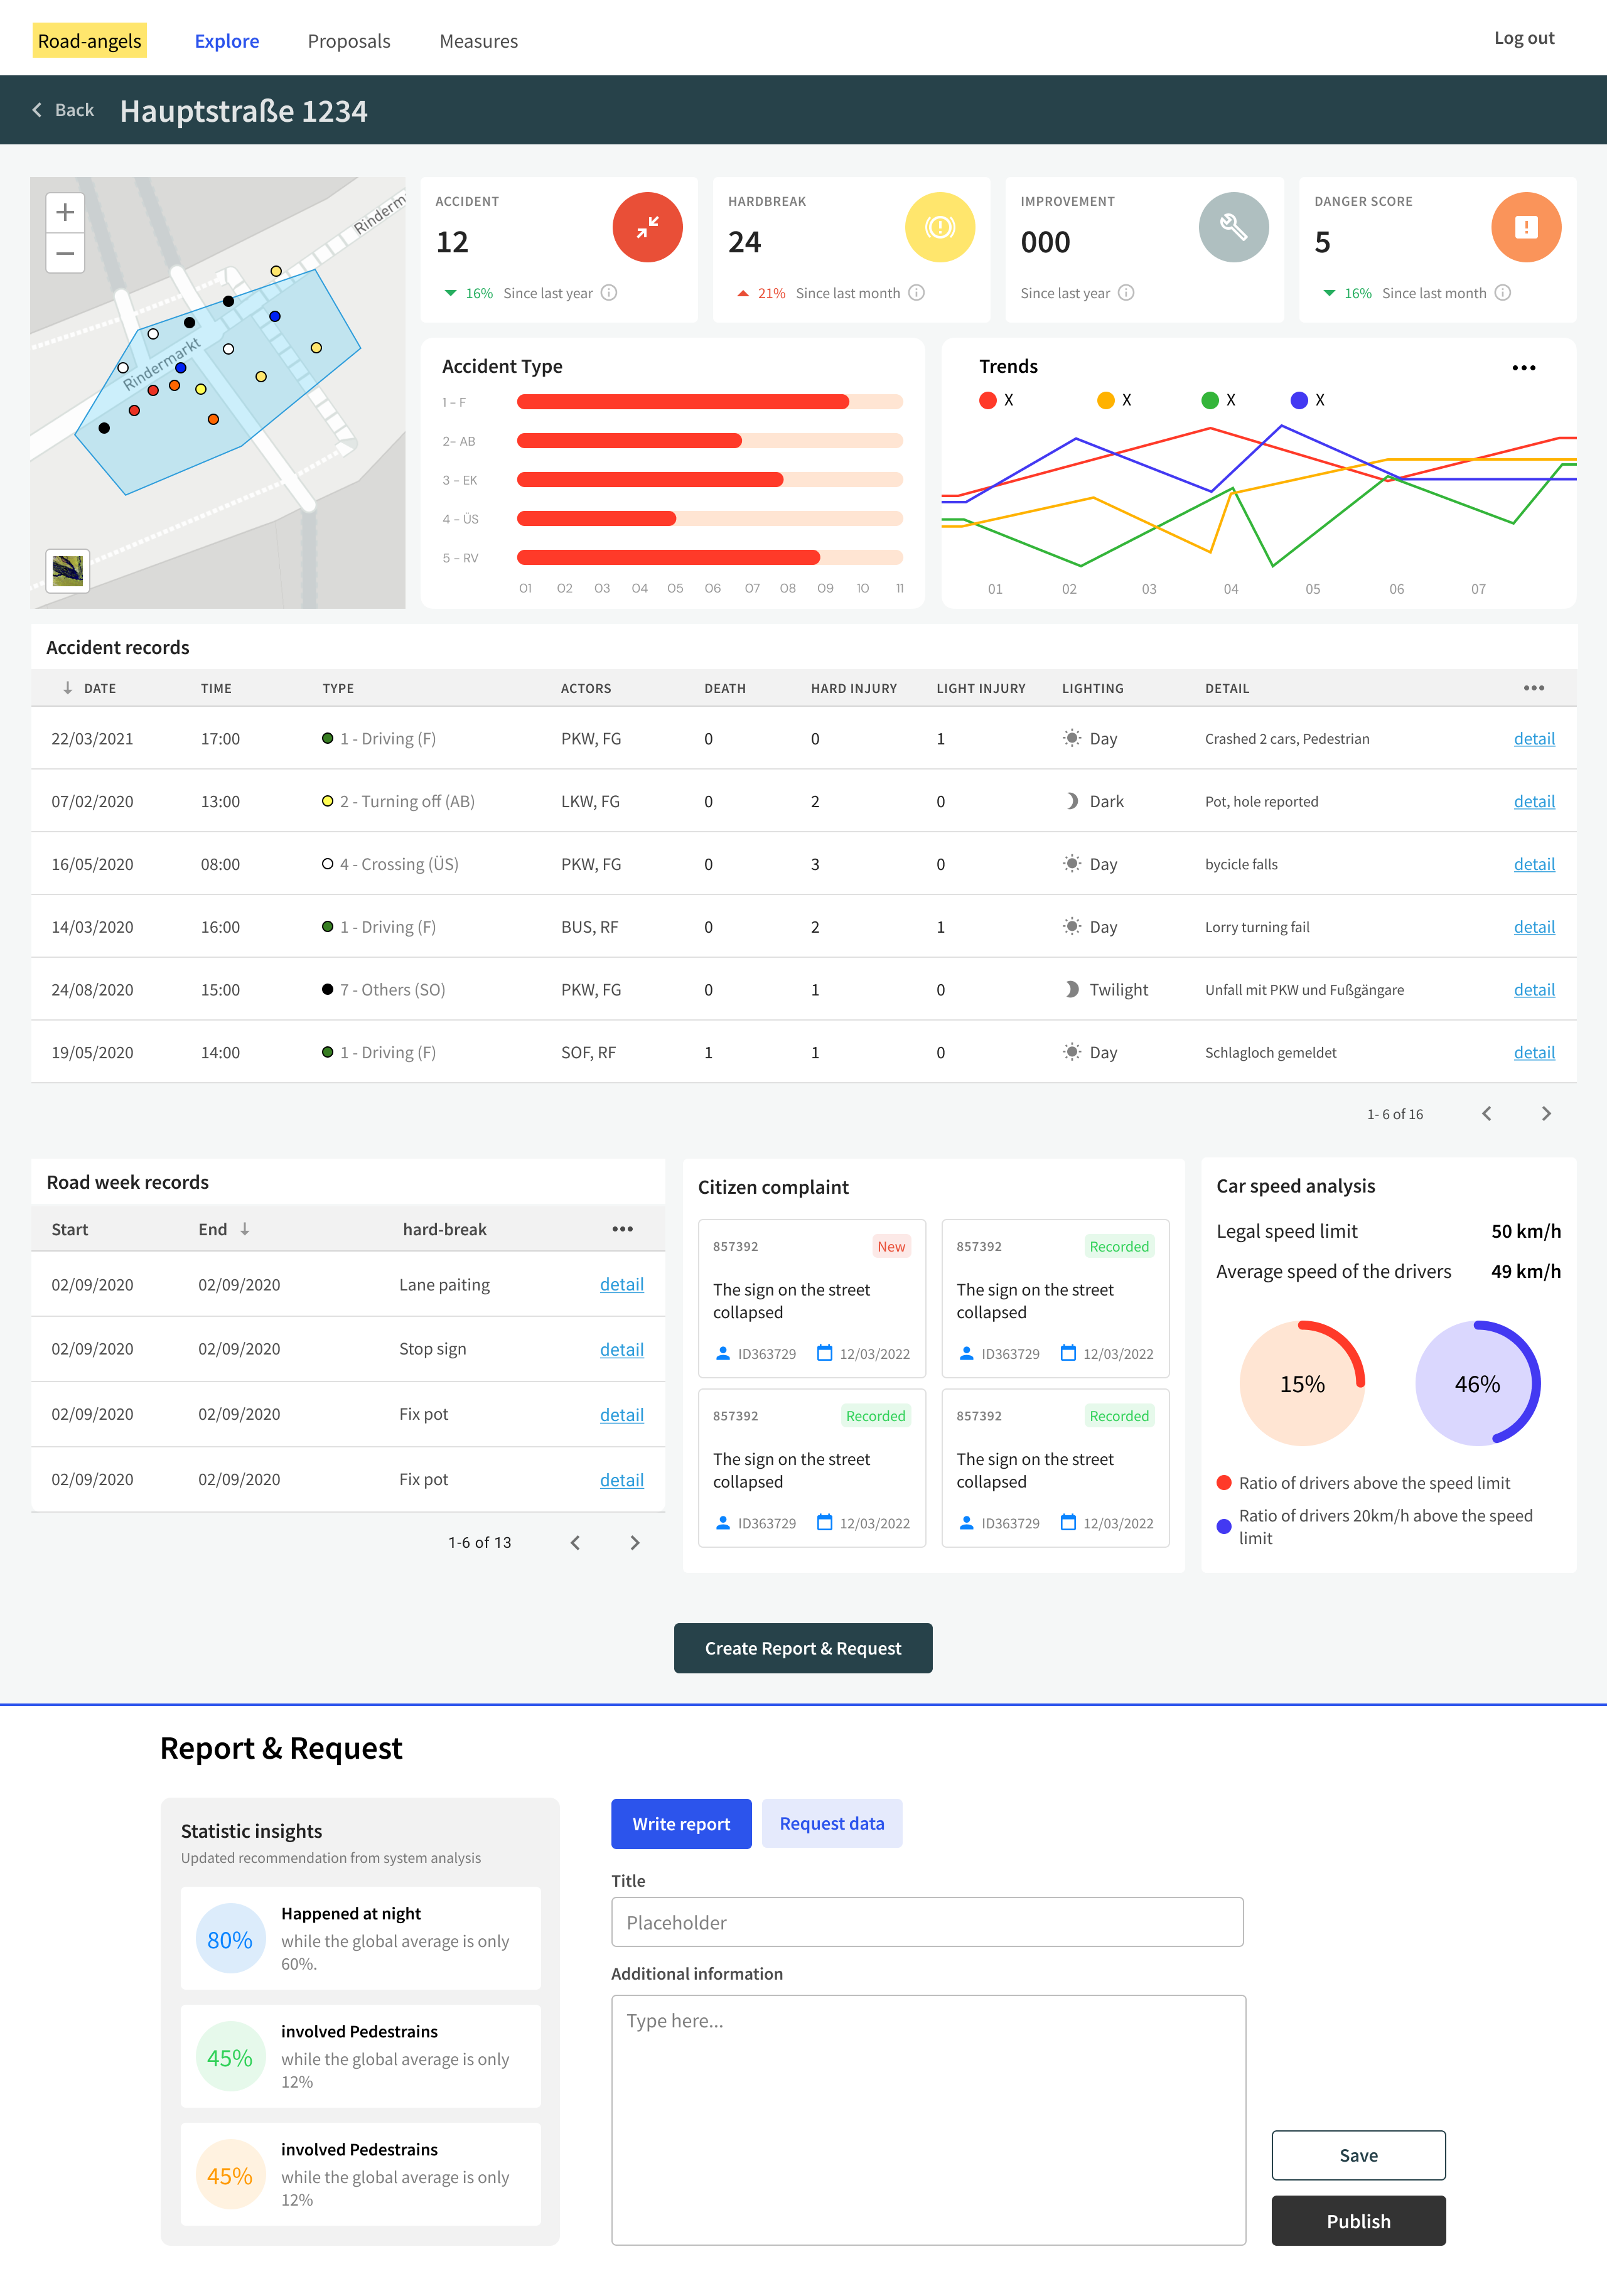 Road-angels
Explore
Proposals
Measures
Log out
Back
Hauptstraße 1234
Rinderm
Rindermarkt
ACCIDENT
12
16% Since last year
HARDBREAK
24
21% Since last month
IMPROVEMENT
000
Since last year
DANGER SCORE
5
16% Since last month
Accident Type
1 – F
2– AB
3 – EK
4 – ÜS
5 – RV
01 02 03 04 05 06 07 08 09 10 11
Trends
X X X X
01 02 03 04 05 06 07
Accident records
DATE TIME TYPE ACTORS DEATH HARD INJURY LIGHT INJURY LIGHTING DETAIL
22/03/2021 17:00 1 - Driving (F) PKW, FG 0 0 1 Day Crashed 2 cars, Pedestrian detail
07/02/2020 13:00 2 - Turning off (AB) LKW, FG 0 2 0 Dark Pot, hole reported detail
16/05/2020 08:00 4 - Crossing (ÜS) PKW, FG 0 3 0 Day bycicle falls detail
14/03/2020 16:00 1 - Driving (F) BUS, RF 0 2 1 Day Lorry turning fail detail
24/08/2020 15:00 7 - Others (SO) PKW, FG 0 1 0 Twilight Unfall mit PKW und Fußgängare detail
19/05/2020 14:00 1 - Driving (F) SOF, RF 1 1 0 Day Schlagloch gemeldet detail
1- 6 of 16
Road week records
Start End hard-break
02/09/2020 02/09/2020 Lane paiting detail
02/09/2020 02/09/2020 Stop sign detail
02/09/2020 02/09/2020 Fix pot detail
02/09/2020 02/09/2020 Fix pot detail
1-6 of 13
Citizen complaint
857392 New
The sign on the street
collapsed
ID363729 12/03/2022
857392 Recorded
The sign on the street
collapsed
ID363729 12/03/2022
857392 Recorded
The sign on the street
collapsed
ID363729 12/03/2022
857392 Recorded
The sign on the street
collapsed
ID363729 12/03/2022
Car speed analysis
Legal speed limit 50 km/h
Average speed of the drivers 49 km/h
15% 46%
Ratio of drivers above the speed limit
Ratio of drivers 20km/h above the speed
limit
Create Report & Request
Report & Request
Statistic insights
Updated recommendation from system analysis
80%
Happened at night
while the global average is only
60%.
45%
involved Pedestrains
while the global average is only
12%
45%
involved Pedestrains
while the global average is only
12%
Write report
Request data
Title
Placeholder
Additional information
Type here...
Save
Publish